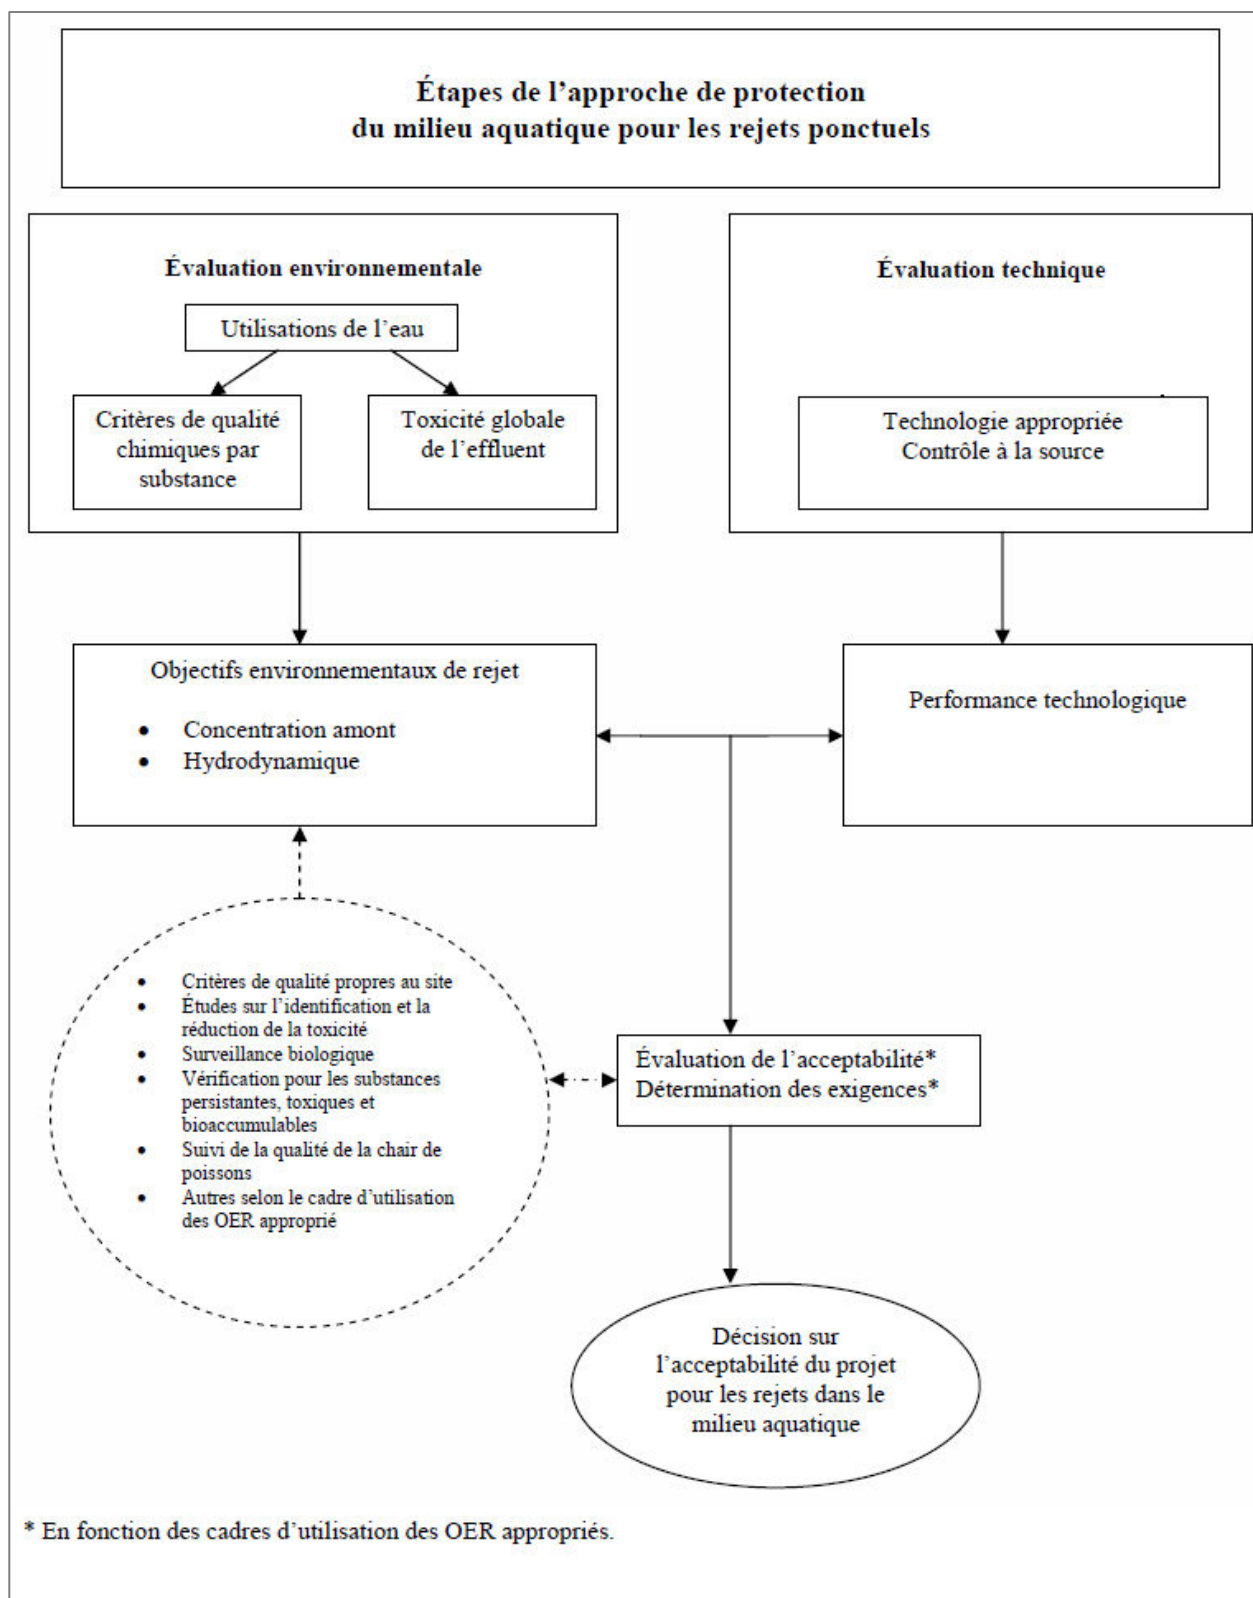 Étapes de l’approche de protection
du milieu aquatique pour les rejets ponctuels
Évaluation environnementale
Utilisations de l’eau
Critères de qualité
chimiques par
substance
Toxicité globale
de l’effluent
Évaluation technique
Technologie appropriée
Contrôle à la source
Objectifs environnementaux de rejet
• Concentration amont
• Hydrodynamique
Performance technologique
• Critères de qualité propres au site
• Études sur l’identification et la
réduction de la toxicité
• Surveillance biologique
• Vérification pour les substances
persistantes, toxiques et
bioaccumulables
• Suivi de la qualité de la chair de
poissons
• Autres selon le cadre d’utilisation
des OER approprié
Évaluation de l’acceptabilité*
Détermination des exigences*
Décision sur
l’acceptabilité du projet
pour les rejets dans le
milieu aquatique
* En fonction des cadres d’utilisation des OER appropriés.